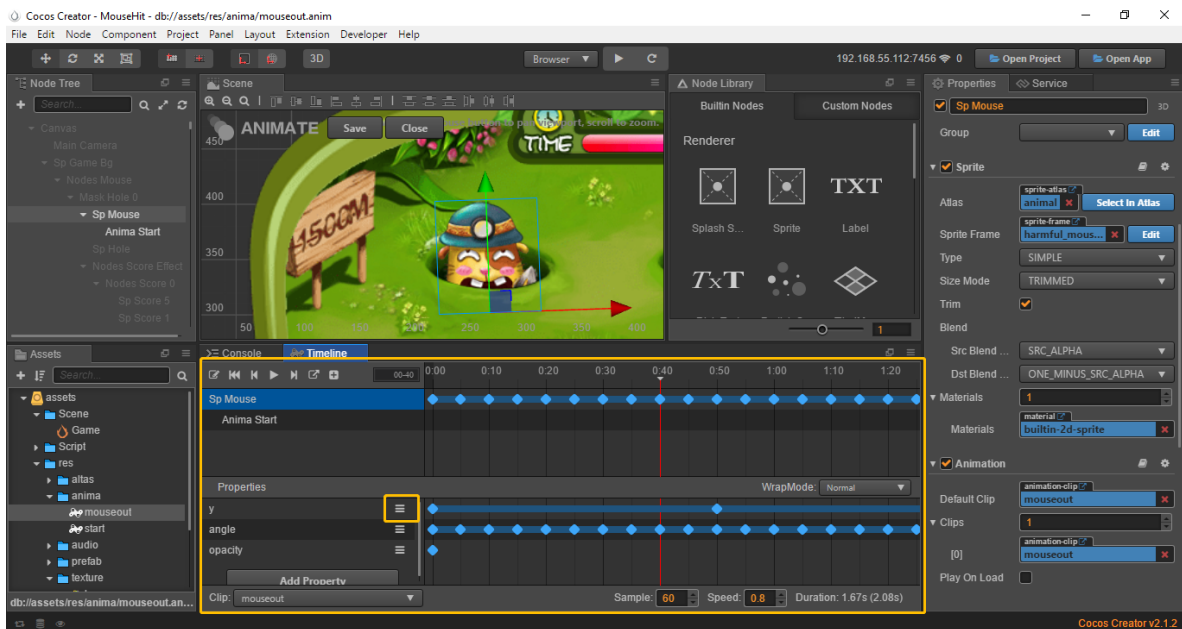 Cocos Creator - MouseHit - db://assets/res/anima/mouseout.anim
File Edit Node Component Project Panel Layout Extension Developer Help
3D
Browser
192.168.55.112:7456 0
Open Project
Open App
Node Tree
Search...
Canvas
Main Camera
Sp Game Bg
Nodes Mouse
Mask Hole 0
Sp Mouse
Anima Start
Sp Hole
Nodes Score Effect
Nodes Score 0
Sp Score 5
Sp Score 1
Scene
ANIMATE
Save
Close
port, scroll to zoom.
TIME
1500M
450
400
350
300
50 100 150 200 250 300 350 400
Node Library
Builtin Nodes
Custom Nodes
Renderer
TXT
Splash S...
Sprite
Label
TxT
1
Properties
Service
Sp Mouse
3D
Group
Edit
Sprite
Atlas
sprite-atlas
animal
Select In Atlas
Sprite Frame
sprite-frame
harmful_mous...
Edit
Type
SIMPLE
Size Mode
TRIMMED
Trim
Blend
Src Blend ...
SRC_ALPHA
Dst Blend ...
ONE_MINUS_SRC_ALPHA
Materials
1
Materials
material
builtin-2d-sprite
Animation
Default Clip
animation-clip
mouseout
Clips
1
[0]
animation-clip
mouseout
Play On Load
Assets
Search...
assets
Scene
Game
Script
res
altas
anima
mouseout
start
audio
prefab
texture
db://assets/res/anima/mouseout.an...
Console
Timeline
00-40
0:00 0:10 0:20 0:30 0:40 0:50 1:00 1:10 1:20
Sp Mouse
Anima Start
Properties
WrapMode: Normal
y
angle
opacity
Add Property
Clip: mouseout
Sample: 60
Speed: 0.8
Duration: 1.67s (2.08s)
Cocos Creator v2.1.2